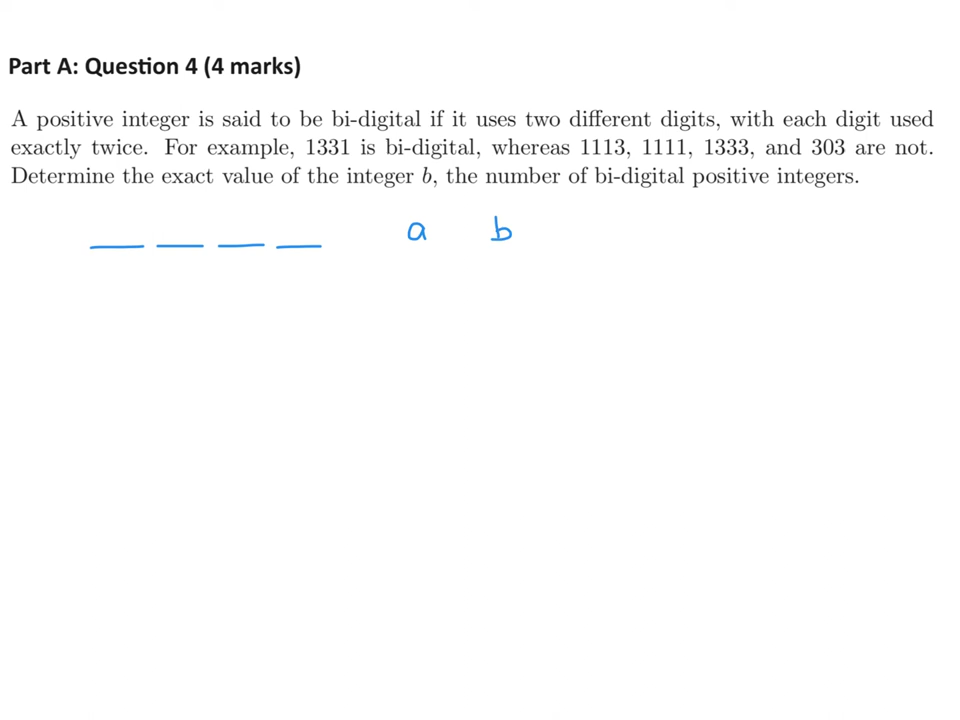 Part A: Question 4 (4 marks)
A positive integer is said to be bi-digital if it uses two different digits, with each digit used
exactly twice. For example, 1331 is bi-digital, whereas 1113, 1111, 1333, and 303 are not.
Determine the exact value of the integer b, the number of bi-digital positive integers.
a b